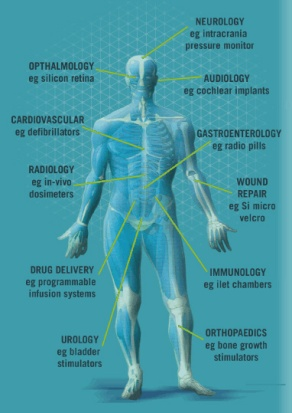 NEUROLOGY
eg intracrania
pressure monitor
OPTHALMOLOGY
eg silicon retina
AUDIOLOGY
eg cochlear implants
CARDIOVASCULAR
eg defibrillators
GASTROENTEROLOGY
eg radio pills
RADIOLOGY
eg in-vivo
dosimeters
WOUND
REPAIR
eg Si micro
velcro
DRUG DELIVERY
eg programmable
infusion systems
IMMUNOLOGY
eg ilet chambers
UROLOGY
eg bladder
stimulators
ORTHOPAEDICS
eg bone growth
stimulators